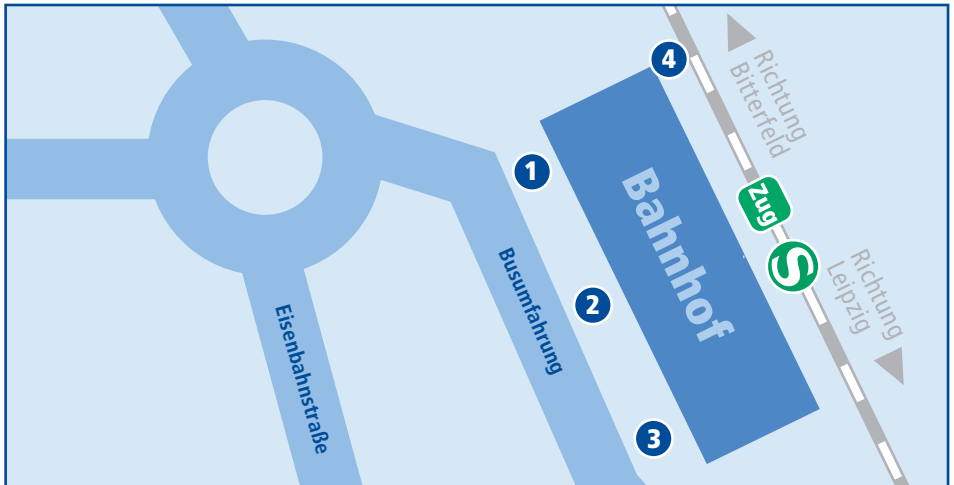 4
Richtung
Bitterfeld
1
Bahnhof
Zug
S
Richtung
Leipzig
Busumfahrung
2
Eisenbahnstraße
3